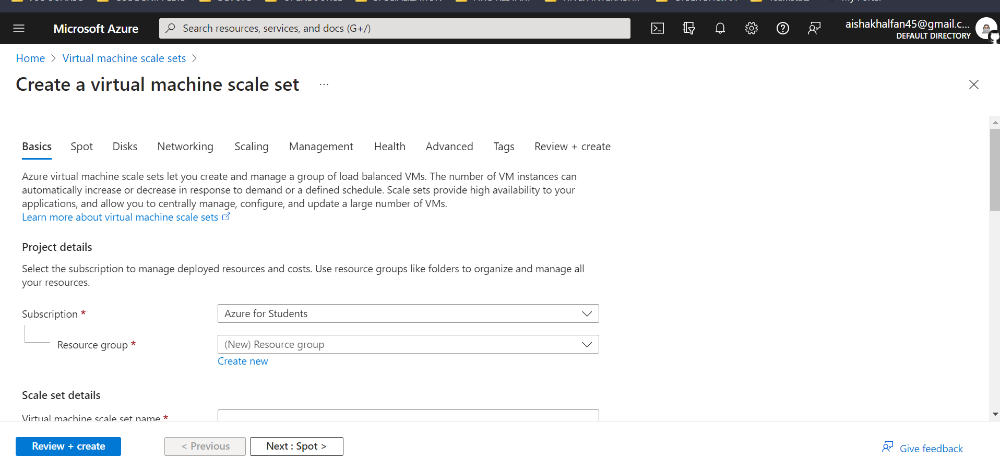 Microsoft Azure
Search resources, services, and docs (G+/)
aishakhalfan45@gmail.c...
DEFAULT DIRECTORY
Home > Virtual machine scale sets >
Create a virtual machine scale set ...
Basics Spot Disks Networking Scaling Management Health Advanced Tags Review + create
Azure virtual machine scale sets let you create and manage a group of load balanced VMs. The number of VM instances can
automatically increase or decrease in response to demand or a defined schedule. Scale sets provide high availability to your
applications, and allow you to centrally manage, configure, and update a large number of VMs.
Learn more about virtual machine scale sets
Project details
Select the subscription to manage deployed resources and costs. Use resource groups like folders to organize and manage all
your resources.
Subscription *
Azure for Students
Resource group *
(New) Resource group
Create new
Scale set details
Virtual machine scale set name *
Review + create
< Previous
Next : Spot >
Give feedback